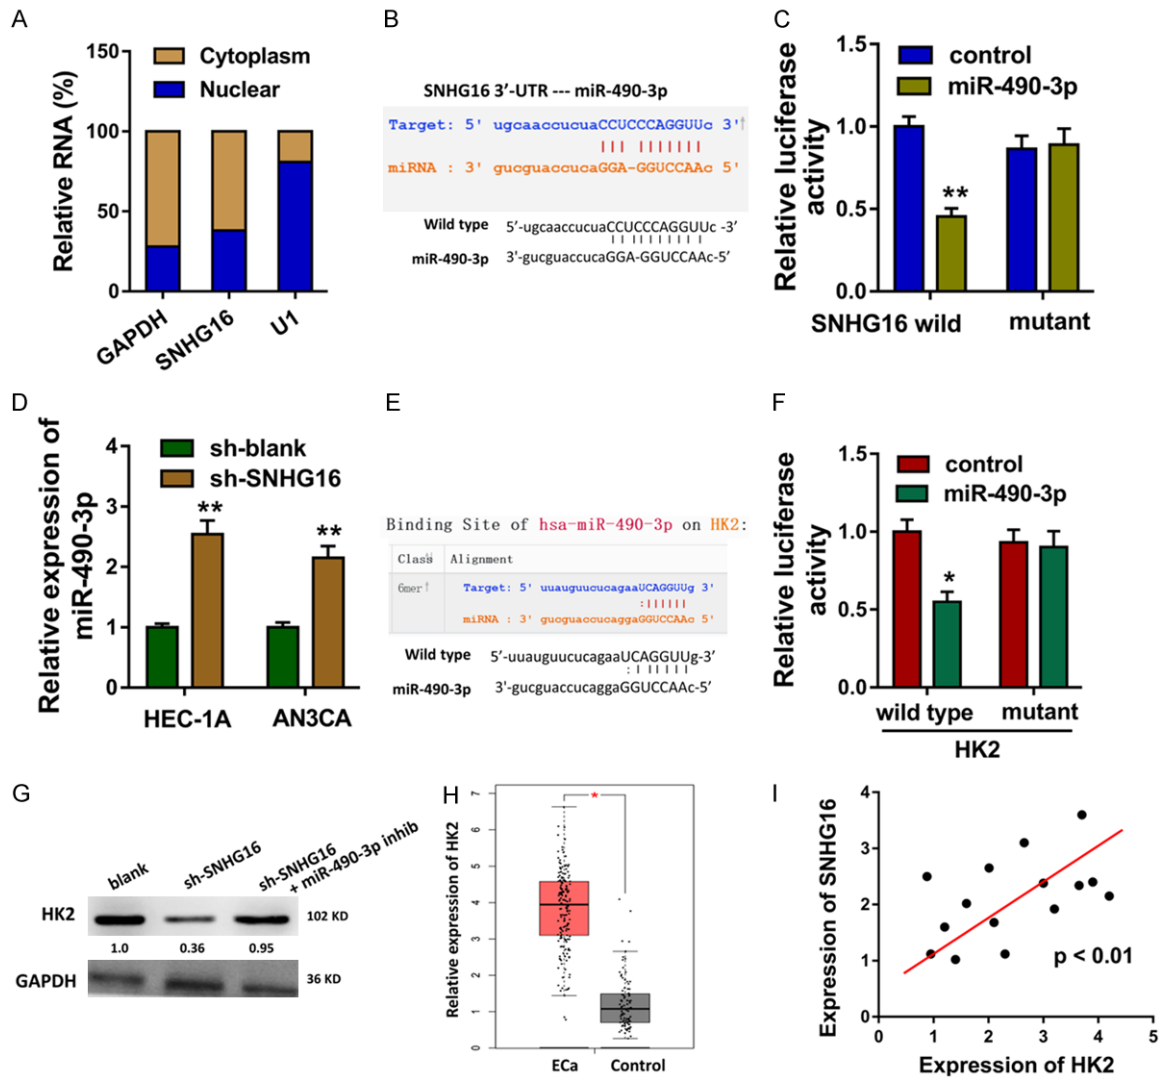 A
150
100
50
0
Relative RNA (%)
Cytoplasm
Nuclear
GAPDH
SNHG16
U1
B
SNHG16 3’-UTR --- miR-490-3p
Target: 5' ugcaaccucuaCCUCCCAGGUUc 3'
miRNA : 3' gucguaccucaGGA-GGUCCAAc 5'
Wild type 5’-ugcaaccucuaCCUCCCAGGUUc -3’
miR-490-3p 3'-gucguaccucaGGA-GGUCCAAc-5’
C
1.5
1.0
0.5
0.0
Relative luciferase
activity
control
miR-490-3p
**
SNHG16 wild mutant
D
4
3
2
1
0
Relative expression of
miR-490-3p
sh-blank
sh-SNHG16
** **
HEC-1A AN3CA
E
Binding Site of hsa-miR-490-3p on HK2:
Class Alignment
6mer
Target: 5' uuauguucucagaaUCAGGUUg 3'
miRNA : 3' gucguaccucaggaGGUCCAAc 5'
Wild type 5’-uuauguucucagaaUCAGGUUg-3’
miR-490-3p 3'-gucguaccucaggaGGUCCAAc-5’
F
1.5
1.0
0.5
0.0
Relative luciferase
activity
control
miR-490-3p
*
wild type mutant
HK2
G
blank
sh-SNHG16
sh-SNHG16
+ miR-490-3p inhib
HK2 102 KD
1.0 0.36 0.95
GAPDH 36 KD
H
7
6
5
4
3
2
1
0
Relative expression of HK2
*
ECa Control
I
4
3
2
1
0
Expression of SNHG16
p < 0.01
0 1 2 3 4 5
Expression of HK2